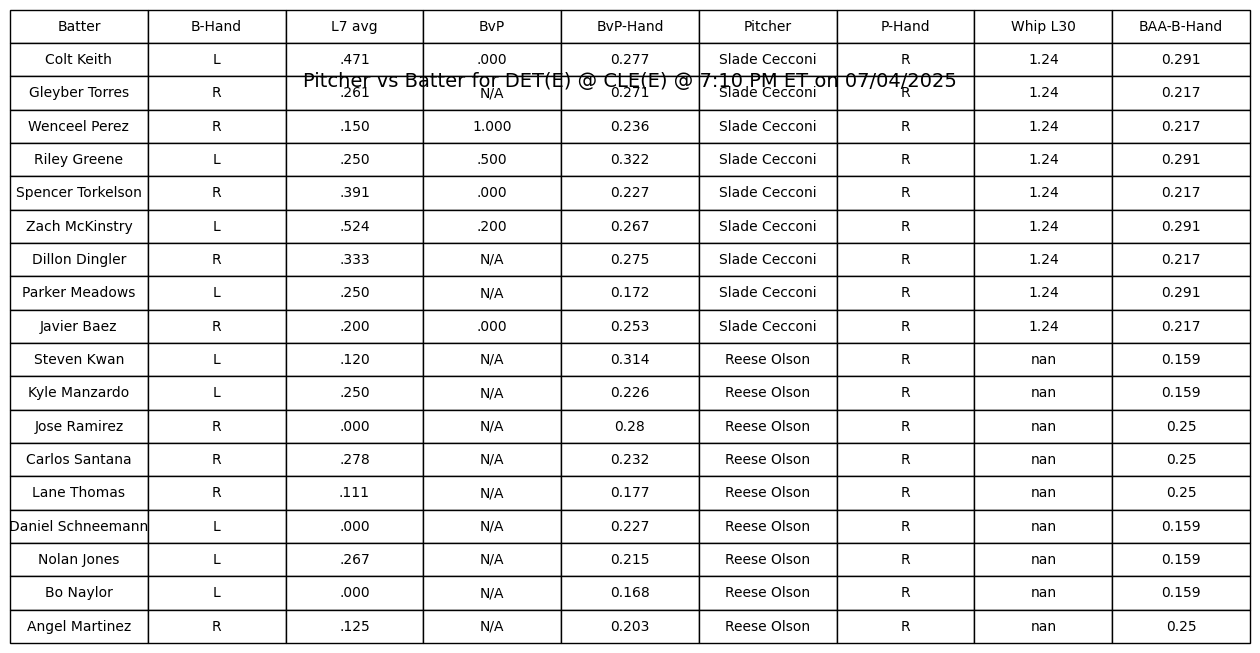 Batter B-Hand L7 avg BvP BvP-Hand Pitcher P-Hand Whip L30 BAA-B-Hand
Colt Keith L .471 .000 0.277 Slade Cecconi R 1.24 0.291
Pitcher vs Batter for DET(E) @ CLE(E) @ 7:10 PM ET on 07/04/2025
Gleyber Torres R .261 N/A 0.271 Slade Cecconi R 1.24 0.217
Wenceel Perez R .150 1.000 0.236 Slade Cecconi R 1.24 0.217
Riley Greene L .250 .500 0.322 Slade Cecconi R 1.24 0.291
Spencer Torkelson R .391 .000 0.227 Slade Cecconi R 1.24 0.217
Zach McKinstry L .524 .200 0.267 Slade Cecconi R 1.24 0.291
Dillon Dingler R .333 N/A 0.275 Slade Cecconi R 1.24 0.217
Parker Meadows L .250 N/A 0.172 Slade Cecconi R 1.24 0.291
Javier Baez R .200 .000 0.253 Slade Cecconi R 1.24 0.217
Steven Kwan L .120 N/A 0.314 Reese Olson R nan 0.159
Kyle Manzardo L .250 N/A 0.226 Reese Olson R nan 0.159
Jose Ramirez R .000 N/A 0.28 Reese Olson R nan 0.25
Carlos Santana R .278 N/A 0.232 Reese Olson R nan 0.25
Lane Thomas R .111 N/A 0.177 Reese Olson R nan 0.25
Daniel Schneemann L .000 N/A 0.227 Reese Olson R nan 0.159
Nolan Jones L .267 N/A 0.215 Reese Olson R nan 0.159
Bo Naylor L .000 N/A 0.168 Reese Olson R nan 0.159
Angel Martinez R .125 N/A 0.203 Reese Olson R nan 0.25